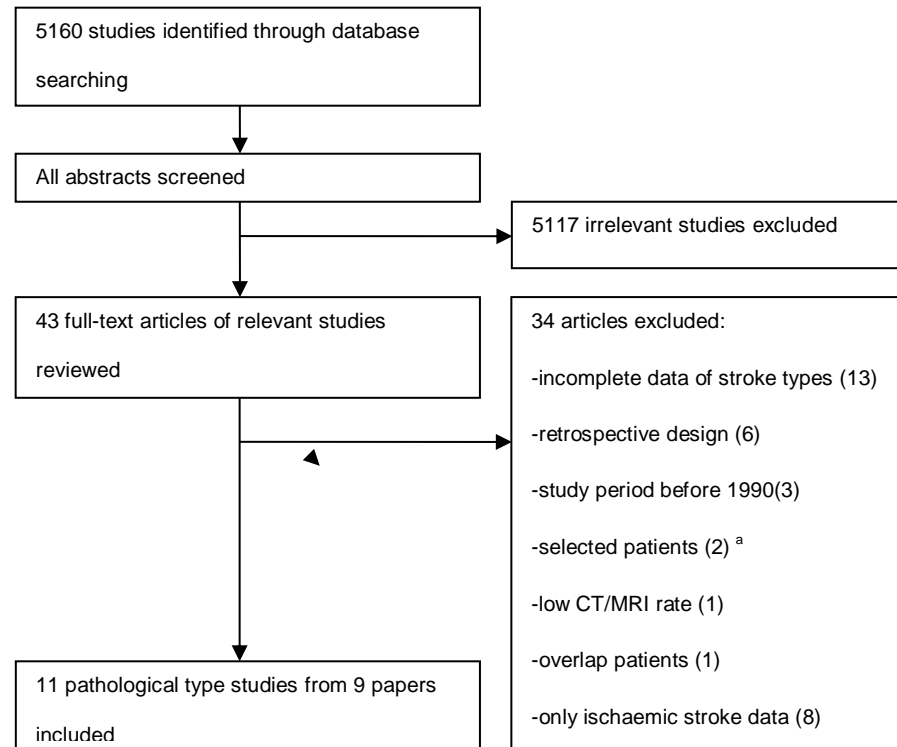 5160 studies identified through database
searching
All abstracts screened
5117 irrelevant studies excluded
43 full-text articles of relevant studies
reviewed
34 articles excluded:
-incomplete data of stroke types (13)
-retrospective design (6)
-study period before 1990(3)
-selected patients (2) a
-low CT/MRI rate (1)
-overlap patients (1)
-only ischaemic stroke data (8)
11 pathological type studies from 9 papers
included